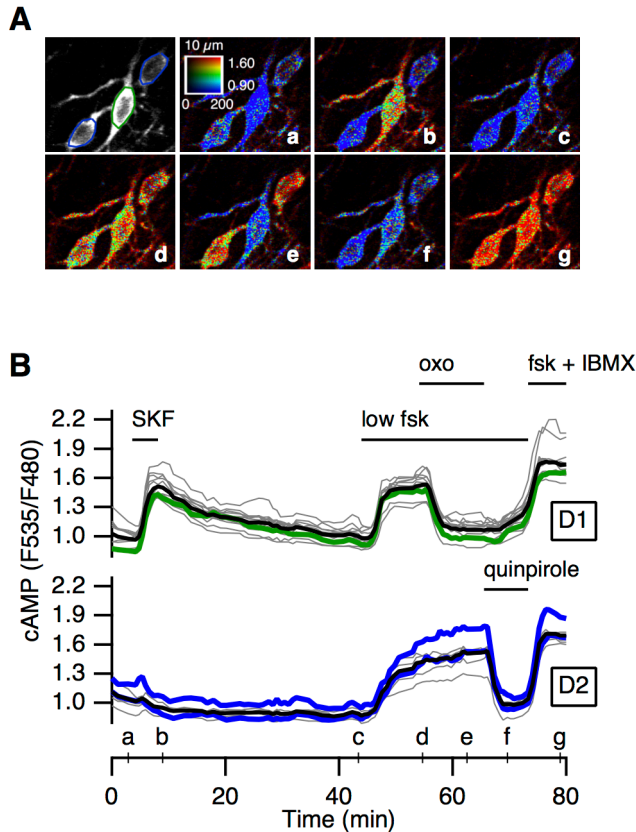 A
10 µm
1.60
0.90
0 200
a
b
c
d
e
f
g
B
oxo
fsk + IBMX
SKF
low fsk
cAMP (F535/F480)
2.2
1.9
1.6
1.3
1.0
D1
quinpirole
2.2
1.9
1.6
1.3
1.0
D2
a b c d e f g
0 20 40 60 80
Time (min)